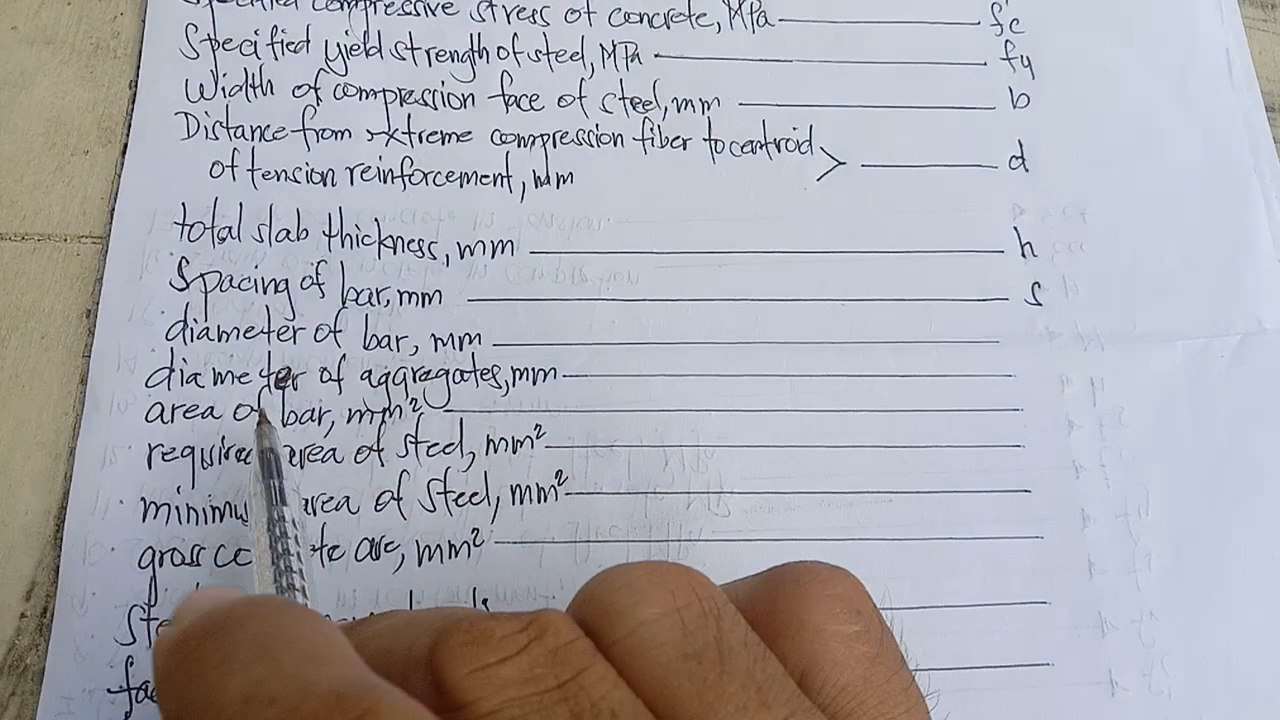 Specified compressive stress of concrete, MPa fc'
Specified yield strength of steel, MPa fy
Width of compression face of steel, mm b
Distance from extreme compression fiber to centroid
of tension reinforcement, mm d
total slab thickness, mm h
Spacing of bar, mm s
diameter of bar, mm
diameter of aggregates, mm
area of bar, mm²
required area of steel, mm²
minimum area of steel, mm²
gross arc, mm²